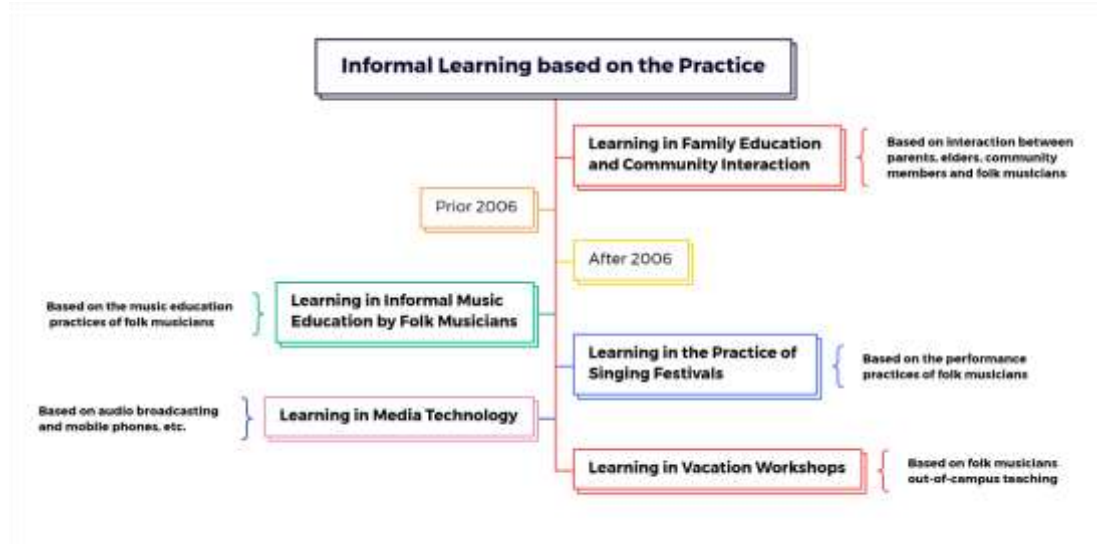 Informal Learning based on the Practice
Learning in Family Education
and Community Interaction
Based on interaction between
parents, elders, community
members and folk musicians
Prior 2006
After 2006
Based on the music education
practices of folk musicians
Learning in Informal Music
Education by Folk Musicians
Learning in the Practice of
Singing Festivals
Based on the performance
practices of folk musicians
Based on audio broadcasting
and mobile phones, etc.
Learning in Media Technology
Learning in Vacation Workshops
Based on folk musicians
out-of-campus teaching